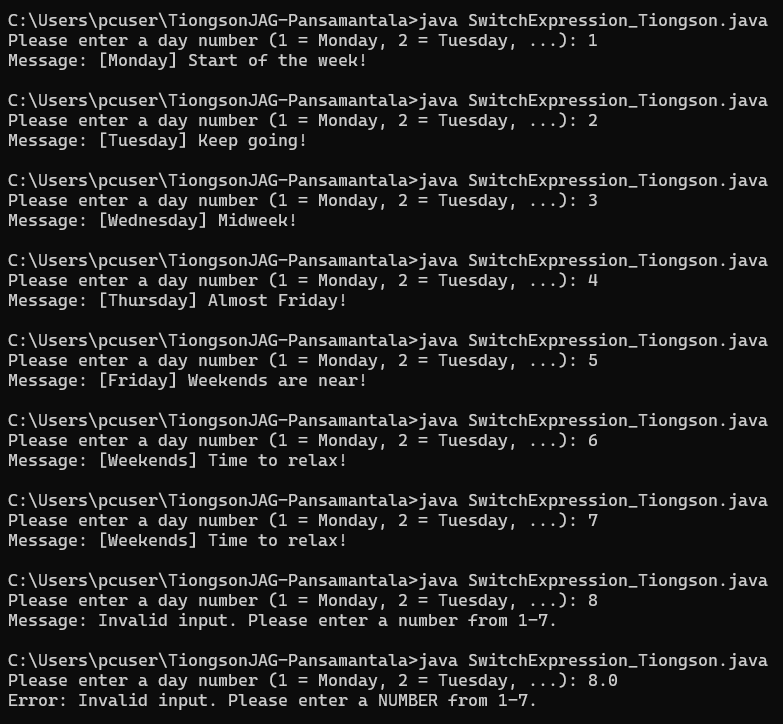 C:\Users\pcuser\TiongsonJAG-Pansamantala>java SwitchExpression_Tiongson.java
Please enter a day number (1 = Monday, 2 = Tuesday, ...): 1
Message: [Monday] Start of the week!
C:\Users\pcuser\TiongsonJAG-Pansamantala>java SwitchExpression_Tiongson.java
Please enter a day number (1 = Monday, 2 = Tuesday, ...): 2
Message: [Tuesday] Keep going!
C:\Users\pcuser\TiongsonJAG-Pansamantala>java SwitchExpression_Tiongson.java
Please enter a day number (1 = Monday, 2 = Tuesday, ...): 3
Message: [Wednesday] Midweek!
C:\Users\pcuser\TiongsonJAG-Pansamantala>java SwitchExpression_Tiongson.java
Please enter a day number (1 = Monday, 2 = Tuesday, ...): 4
Message: [Thursday] Almost Friday!
C:\Users\pcuser\TiongsonJAG-Pansamantala>java SwitchExpression_Tiongson.java
Please enter a day number (1 = Monday, 2 = Tuesday, ...): 5
Message: [Friday] Weekends are near!
C:\Users\pcuser\TiongsonJAG-Pansamantala>java SwitchExpression_Tiongson.java
Please enter a day number (1 = Monday, 2 = Tuesday, ...): 6
Message: [Weekends] Time to relax!
C:\Users\pcuser\TiongsonJAG-Pansamantala>java SwitchExpression_Tiongson.java
Please enter a day number (1 = Monday, 2 = Tuesday, ...): 7
Message: [Weekends] Time to relax!
C:\Users\pcuser\TiongsonJAG-Pansamantala>java SwitchExpression_Tiongson.java
Please enter a day number (1 = Monday, 2 = Tuesday, ...): 8
Message: Invalid input. Please enter a number from 1-7.
C:\Users\pcuser\TiongsonJAG-Pansamantala>java SwitchExpression_Tiongson.java
Please enter a day number (1 = Monday, 2 = Tuesday, ...): 8.0
Error: Invalid input. Please enter a NUMBER from 1-7.